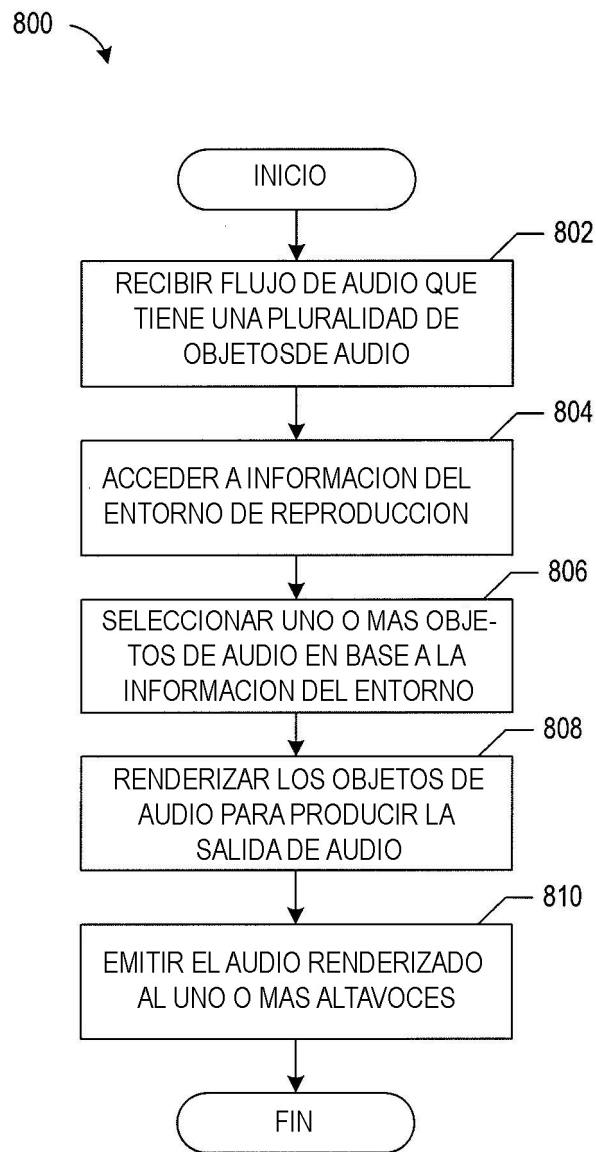 800
INICIO
802
RECIBIR FLUJO DE AUDIO QUE
TIENE UNA PLURALIDAD DE
OBJETOSDE AUDIO
804
ACCEDER A INFORMACION DEL
ENTORNO DE REPRODUCCION
806
SELECCIONAR UNO O MAS OBJE-
TOS DE AUDIO EN BASE A LA
INFORMACION DEL ENTORNO
808
RENDERIZAR LOS OBJETOS DE
AUDIO PARA PRODUCIR LA
SALIDA DE AUDIO
810
EMITIR EL AUDIO RENDERIZADO
AL UNO O MAS ALTAVOCES
FIN